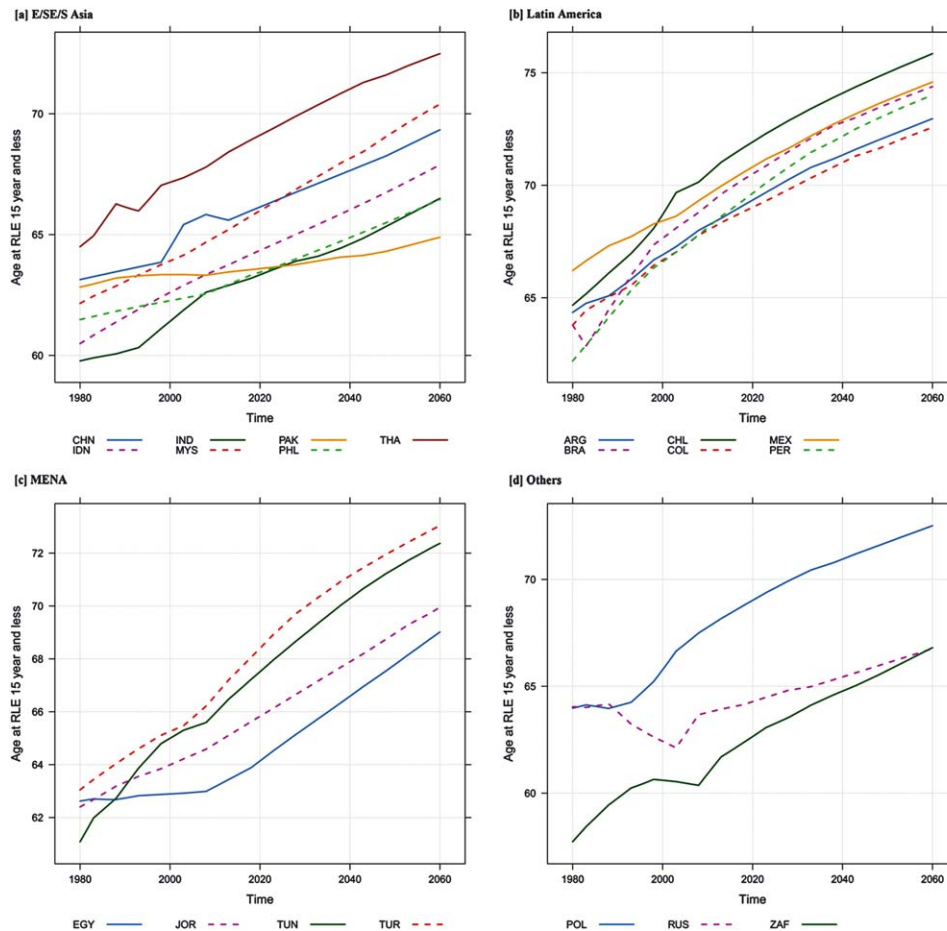 [a] E/SE/S Asia
Age at RLE 15 year and less
70
65
60
1980 2000 2020 2040 2060
Time
CHN IND PAK THA
IDN MYS PHL
[b] Latin America
Age at RLE 15 year and less
75
70
65
1980 2000 2020 2040 2060
Time
ARG CHL MEX
BRA COL PER
[c] MENA
Age at RLE 15 year and less
72
70
68
66
64
62
1980 2000 2020 2040 2060
Time
EGY JOR TUN TUR
[d] Others
Age at RLE 15 year and less
70
65
60
1980 2000 2020 2040 2060
Time
POL RUS ZAF